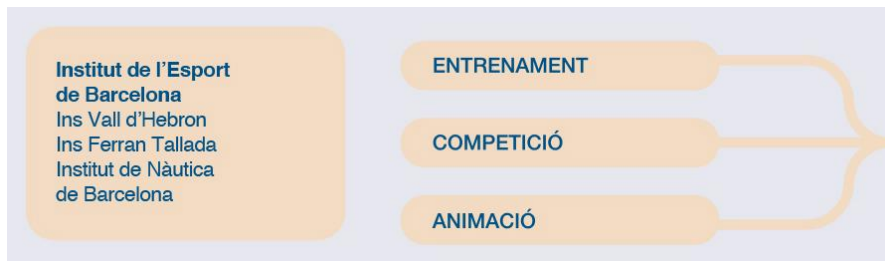 Institut de l'Esport
de Barcelona
Ins Vall d'Hebron
Ins Ferran Tallada
Institut de Nàutica
de Barcelona
ENTRENAMENT
COMPETICIÓ
ANIMACIÓ